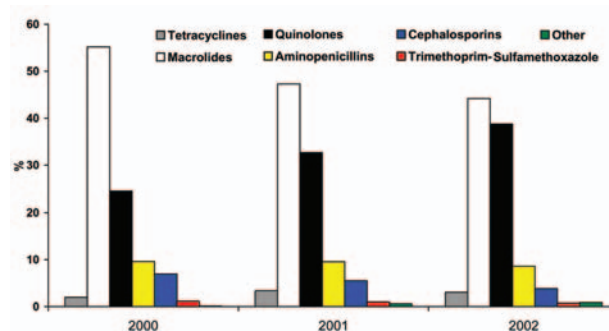 60
Tetracyclines Quinolones Cephalosporins Other
Macrolides Aminopenicillins Trimethoprim-Sulfamethoxazole
50
40
30
%
20
10
0
2000 2001 2002